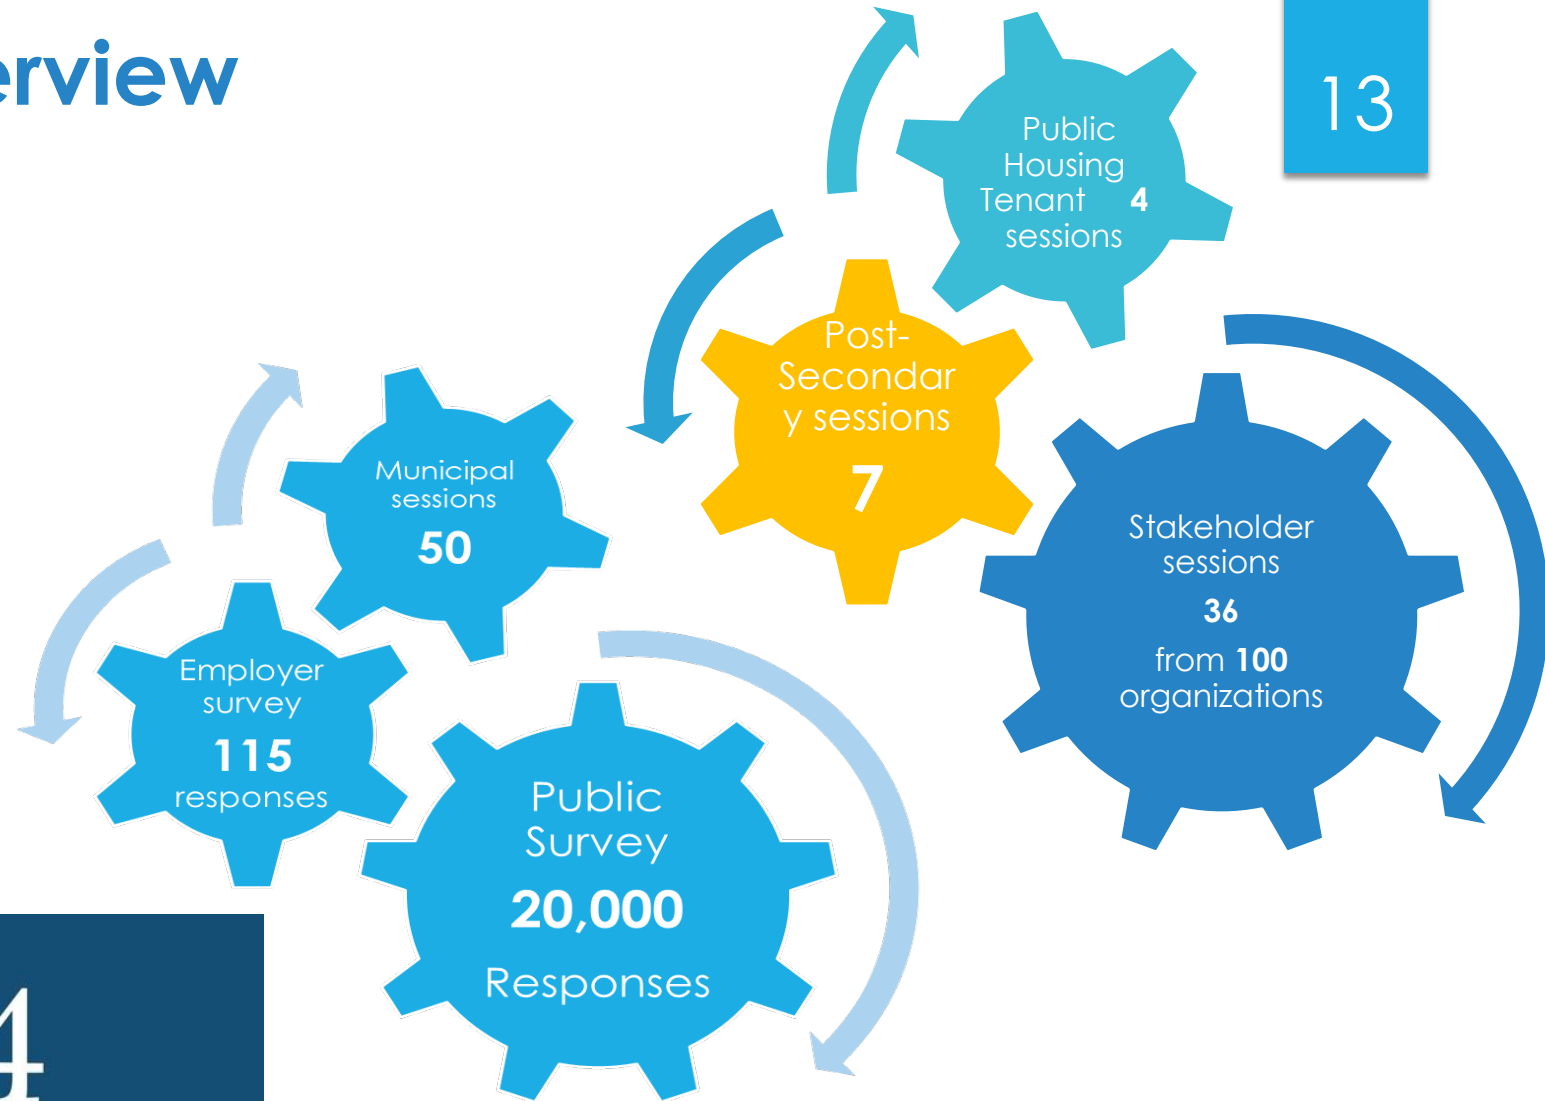 erview
13
Public
Housing
Tenant 4
sessions
Post-
Secondar
y sessions
7
Stakeholder
sessions
36
from 100
organizations
Municipal
sessions
50
Employer
survey
115
responses
Public
Survey
20,000
Responses
4